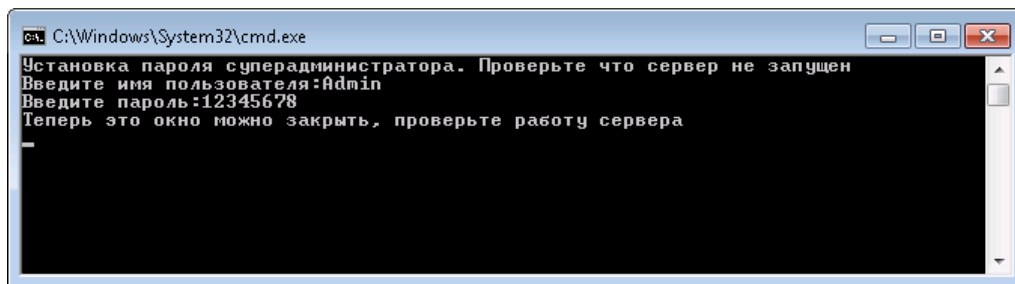 C:\Windows\System32\cmd.exe
Установка пароля суперадминистратора. Проверьте что сервер не запущен
Введите имя пользователя:Admin
Введите пароль:12345678
Теперь это окно можно закрыть, проверьте работу сервера